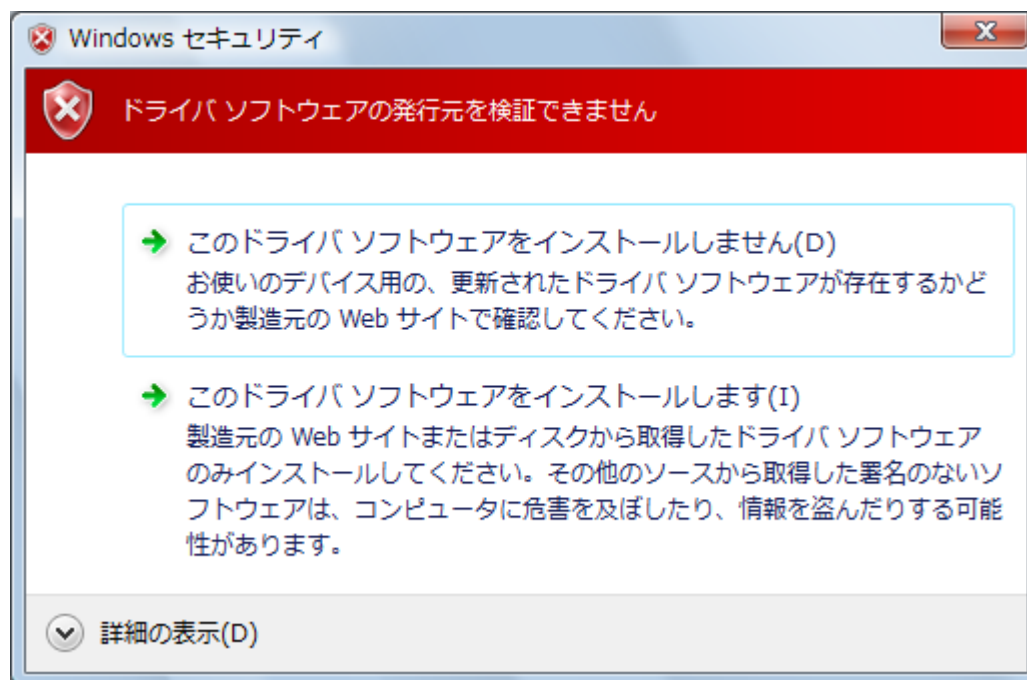 Windows セキュリティ
ドライバ ソフトウェアの発行元を検証できません
このドライバ ソフトウェアをインストールしません(D)
お使いのデバイス用の、更新されたドライバ ソフトウェアが存在するかど
うか製造元の Web サイトで確認してください。
このドライバ ソフトウェアをインストールします(I)
製造元の Web サイトまたはディスクから取得したドライバ ソフトウェア
のみインストールしてください。その他のソースから取得した署名のないソ
フトウェアは、コンピュータに危害を及ぼしたり、情報を盗んだりする可能
性があります。
詳細の表示(D)